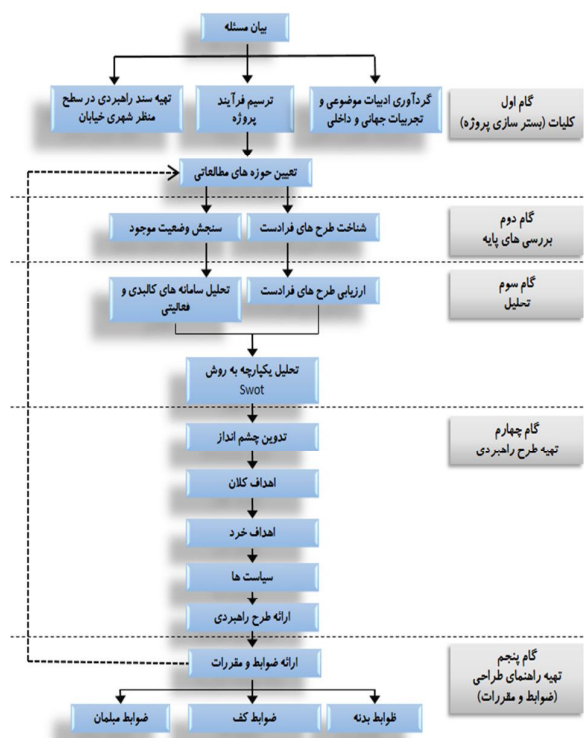 بیان مسئله
گام اول
کلیات (بستر سازی پروژه)
گردآوری ادبیات موضوعی و
تجربیات جهانی و داخلی
ترسیم فرآیند
پروژه
تهیه سند راهبردی در سطح
منظر شهری خیابان
تعیین حوزه های مطالعاتی
گام دوم
بررسی های پایه
شناخت طرح های فرادست
سنجش وضعیت موجود
گام سوم
تحلیل
ارزیابی طرح های فرادست
تحلیل سامانه های کالبدی و
فعالیتی
تحلیل یکپارچه به روش
Swot
گام چهارم
تهیه طرح راهبردی
تدوین چشم انداز
اهداف کلان
اهداف خرد
سیاست ها
ارائه طرح راهبردی
گام پنجم
تهیه راهنمای طراحی
(ضوابط و مقررات)
ارائه ضوابط و مقررات
ظوابط بدنه
ضوابط کف
ضوابط مبلمان